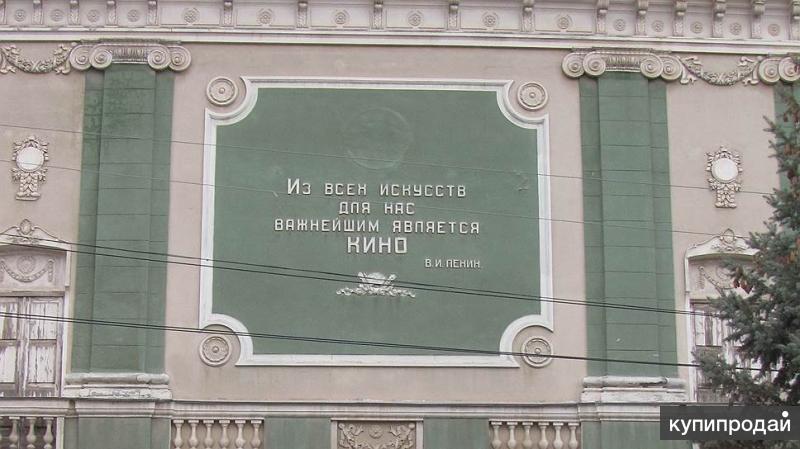 Из всех искусств
для нас
важнейшим является
КИНО
В.И. ЛЕНИН.
купипродай